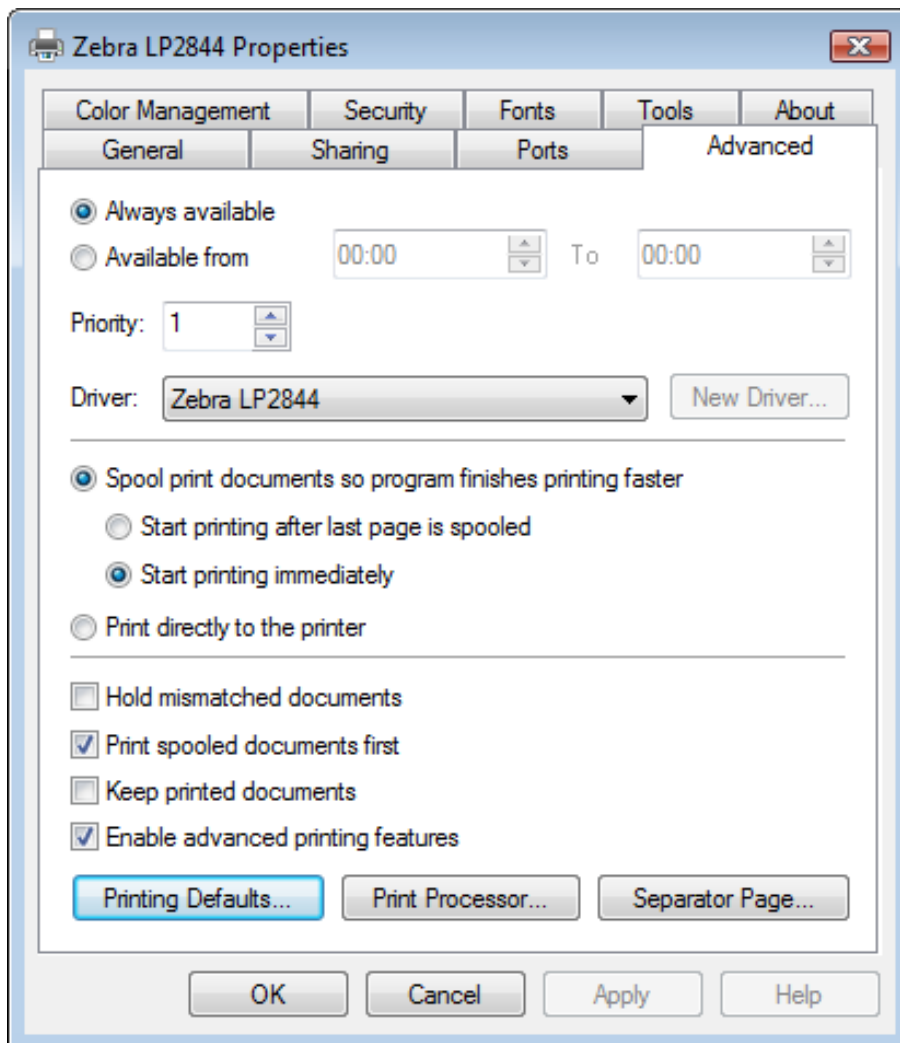 Zebra LP2844 Properties
Color Management Security Fonts Tools About
General Sharing Ports Advanced
Always available
Available from 00:00 To 00:00
Priority: 1
Driver: Zebra LP2844 New Driver...
Spool print documents so program finishes printing faster
Start printing after last page is spooled
Start printing immediately
Print directly to the printer
Hold mismatched documents
Print spooled documents first
Keep printed documents
Enable advanced printing features
Printing Defaults... Print Processor... Separator Page...
OK Cancel Apply Help